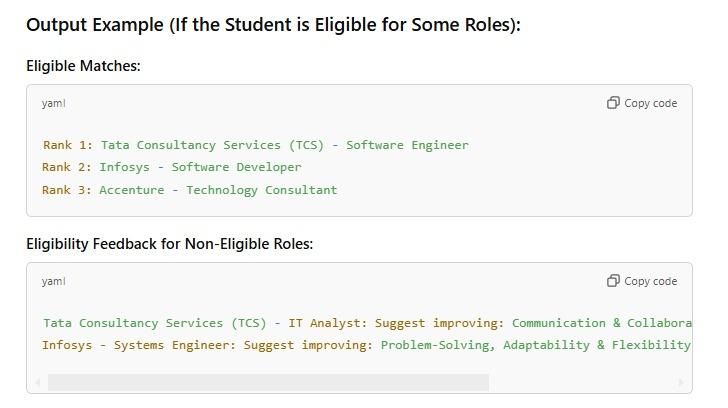 Output Example (If the Student is Eligible for Some Roles):
Eligible Matches:
yaml
Copy code
Rank 1: Tata Consultancy Services (TCS) - Software Engineer
Rank 2: Infosys - Software Developer
Rank 3: Accenture - Technology Consultant
Eligibility Feedback for Non-Eligible Roles:
yaml
Copy code
Tata Consultancy Services (TCS) - IT Analyst: Suggest improving: Communication & Collabora
Infosys - Systems Engineer: Suggest improving: Problem-Solving, Adaptability & Flexibility